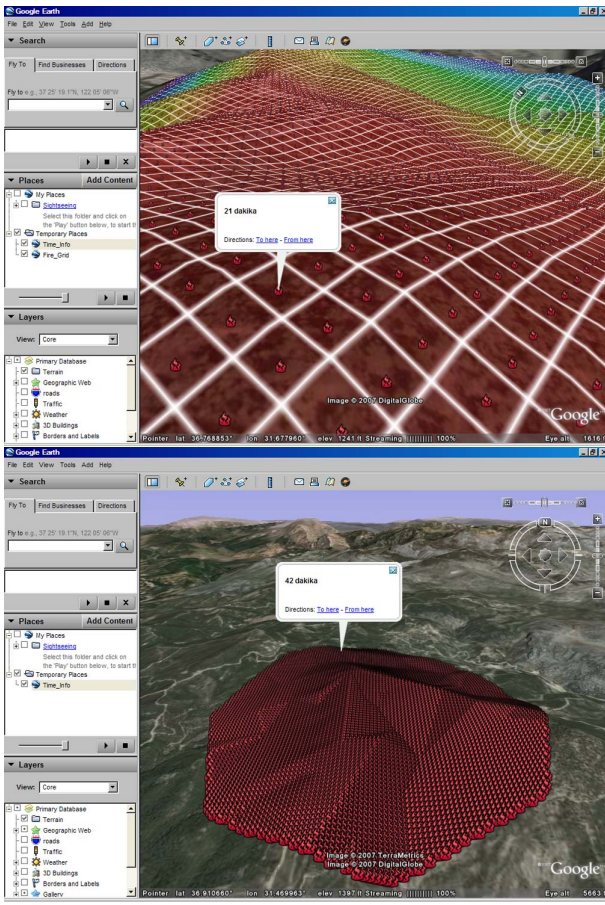 Google Earth
File Edit View Tools Add Help
Search
Fly To Find Businesses Directions
Fly to e.g., 37 25' 19.1"N, 122 05' 06"W
Places Add Content
My Places
Sightseeing
Select this folder and click on
the 'Play' button below, to start th
Temporary Places
Time_Info
Fire_Grid
Layers
View: Core
Primary Database
Terrain
Geographic Web
roads
Traffic
Weather
3D Buildings
Borders and Labels
21 dakika
Directions: To here - From here
Image © 2007 DigitalGlobe
Google
Pointer lat 36.768853° lon 31.677960° elev 1241 ft Streaming |||||||||| 100% Eye alt 1616
Google Earth
File Edit View Tools Add Help
Search
Fly To Find Businesses Directions
Fly to e.g., 37 25' 19.1"N, 122 05' 06"W
Places Add Content
My Places
Sightseeing
Select this folder and click on
the 'Play' button below, to start th
Temporary Places
Time_Info
Layers
View: Core
Primary Database
Terrain
Geographic Web
roads
Traffic
Weather
3D Buildings
Borders and Labels
Gallery
42 dakika
Directions: To here - From here
Image © 2007 TerraMetrics
Image © 2007 DigitalGlobe
Google
Pointer lat 36.910660° lon 31.469963° elev 1397 ft Streaming |||||||||| 100% Eye alt 5663